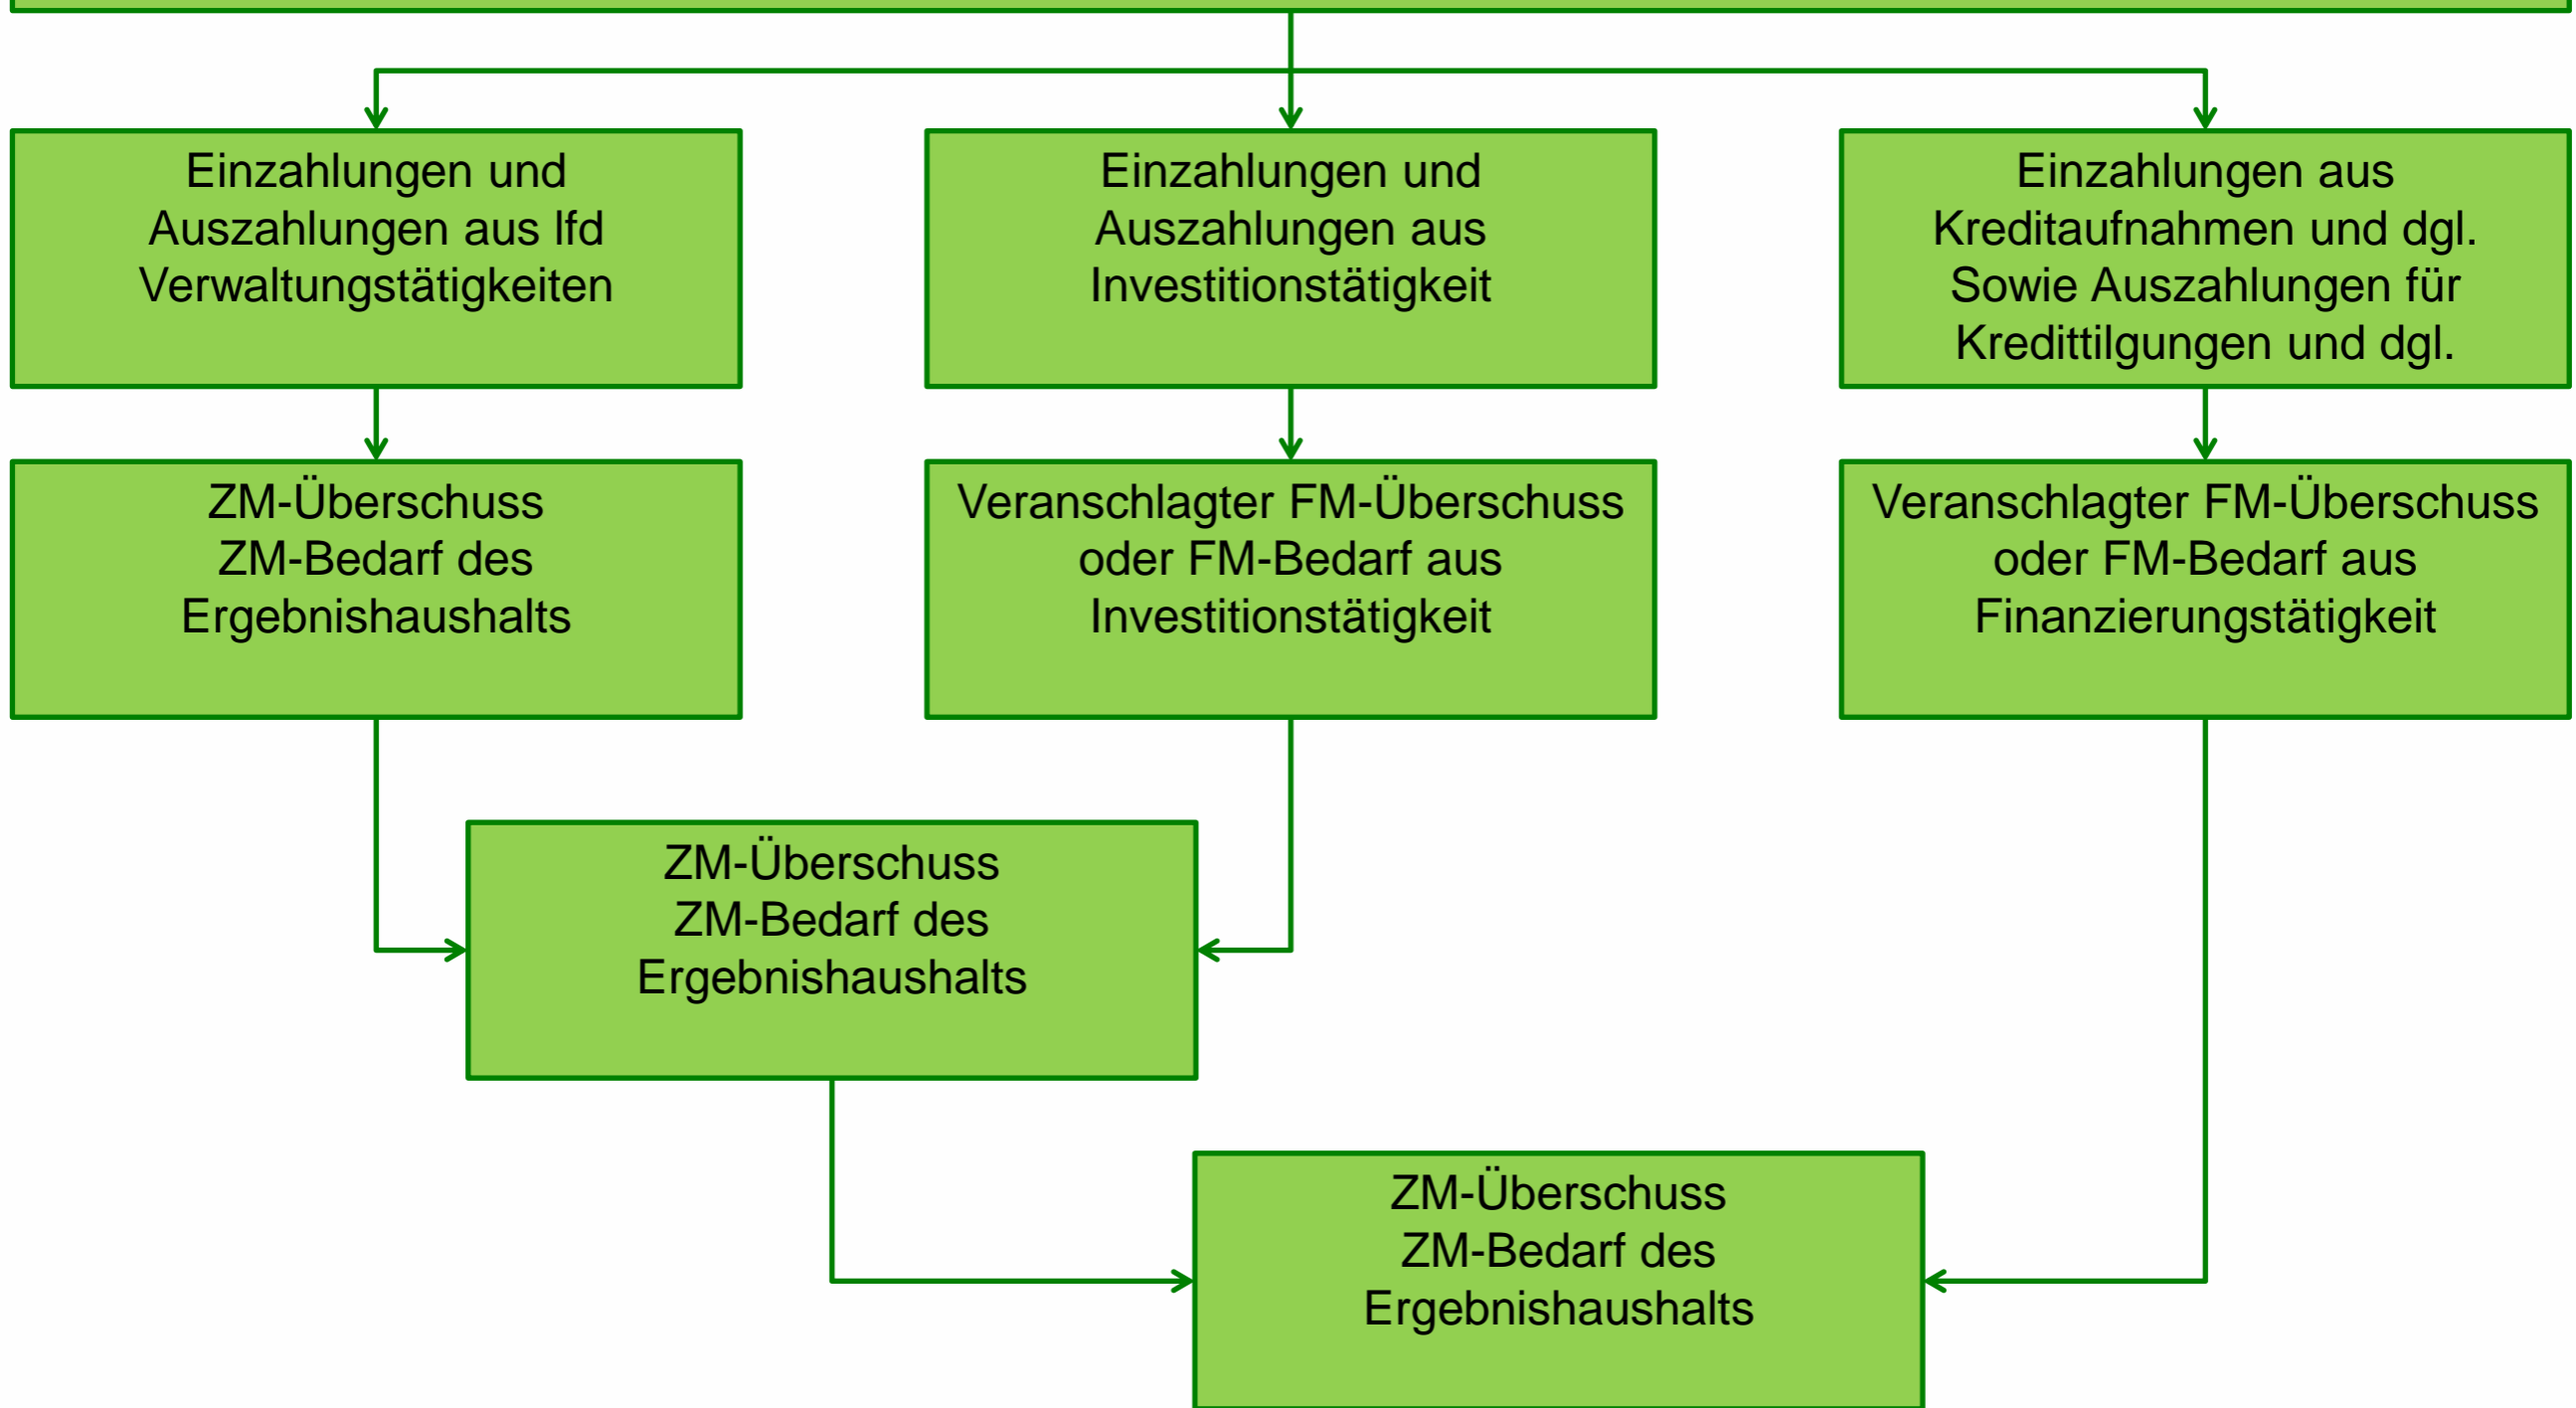 Einzahlungen und
Auszahlungen aus lfd
Verwaltungstätigkeiten
Einzahlungen und
Auszahlungen aus
Investitionstätigkeit
Einzahlungen aus
Kreditaufnahmen und dgl.
Sowie Auszahlungen für
Kredittilgungen und dgl.
ZM-Überschuss
ZM-Bedarf des
Ergebnishaushalts
Veranschlagter FM-Überschuss
oder FM-Bedarf aus
Investitionstätigkeit
Veranschlagter FM-Überschuss
oder FM-Bedarf aus
Finanzierungstätigkeit
ZM-Überschuss
ZM-Bedarf des
Ergebnishaushalts
ZM-Überschuss
ZM-Bedarf des
Ergebnishaushalts